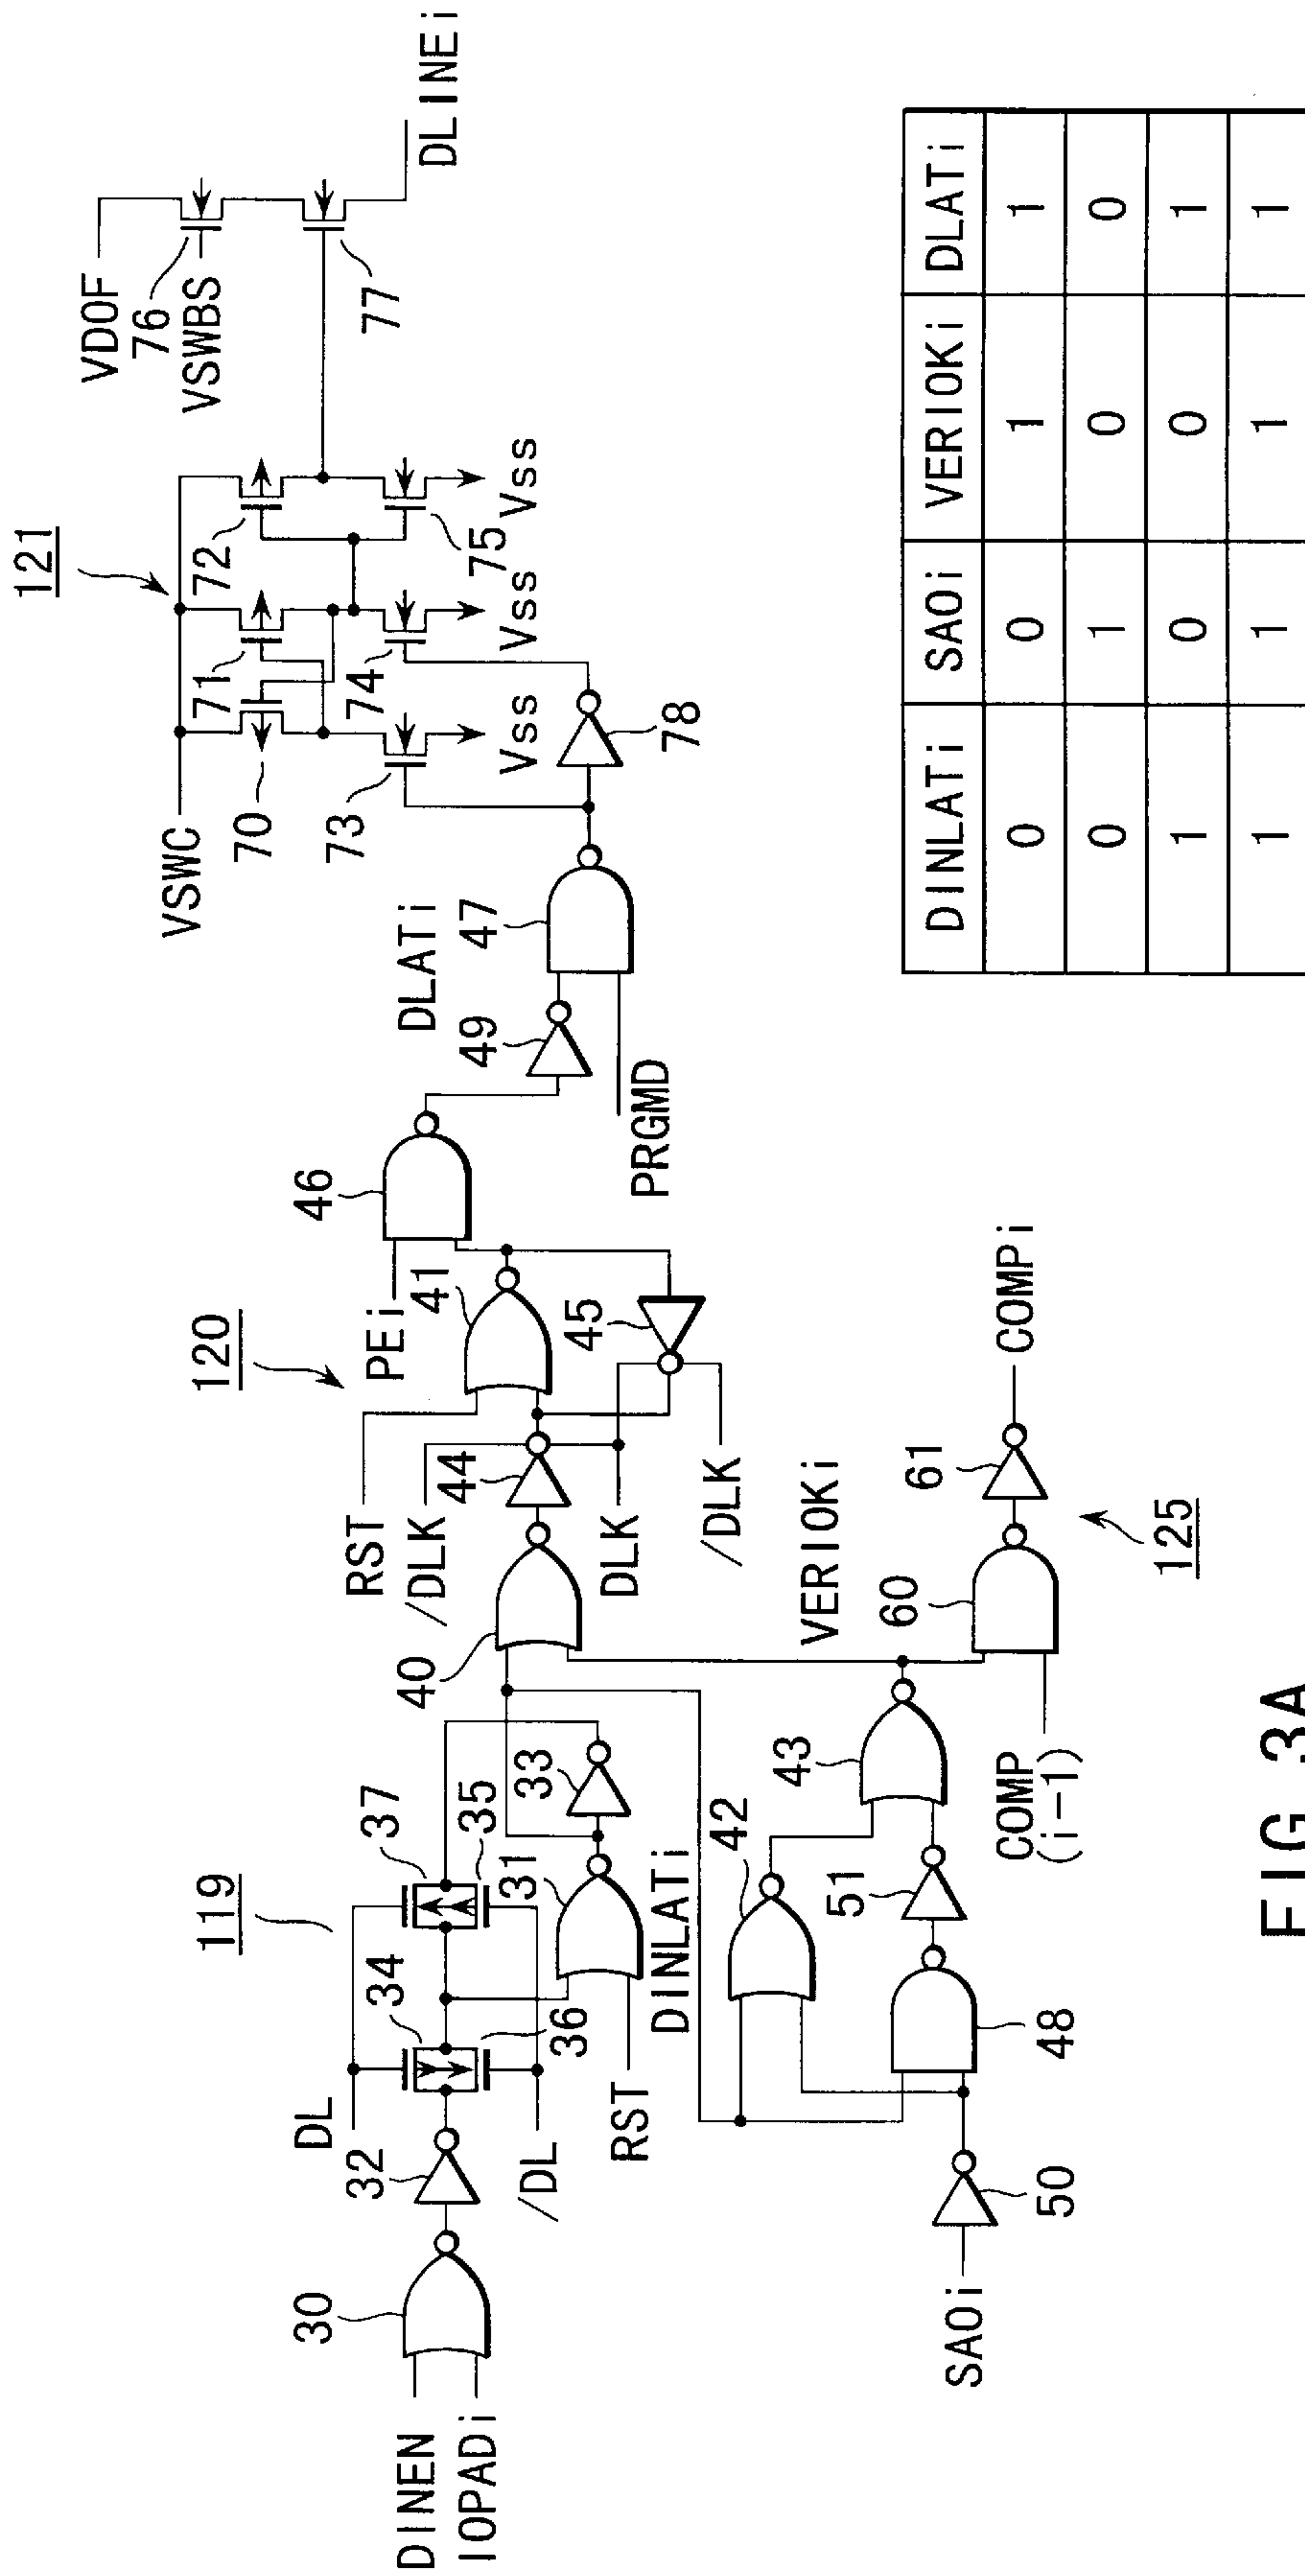 121
VDOF
76
VSWBS
VSWC
70
71
72
73
74
75
Vss
Vss
Vss
77
DLINEi
78
119
DINEN
IOPADi
30
32
DL
/DL
34
36
37
35
31
33
RST
DINLATi
120
RST
/DLK
40
44
DLK
/DLK
PEi
41
45
46
DLATi
49
47
PRGMD
SAOi
50
48
42
51
43
VERIOKi
COMP
(i-1)
60
61
COMPi
125
DINLATi SAOi VERIOKi DLATi
0 0 1 1
0 1 0 0
1 0 0 1
1 1 1 1
FIG. 3A